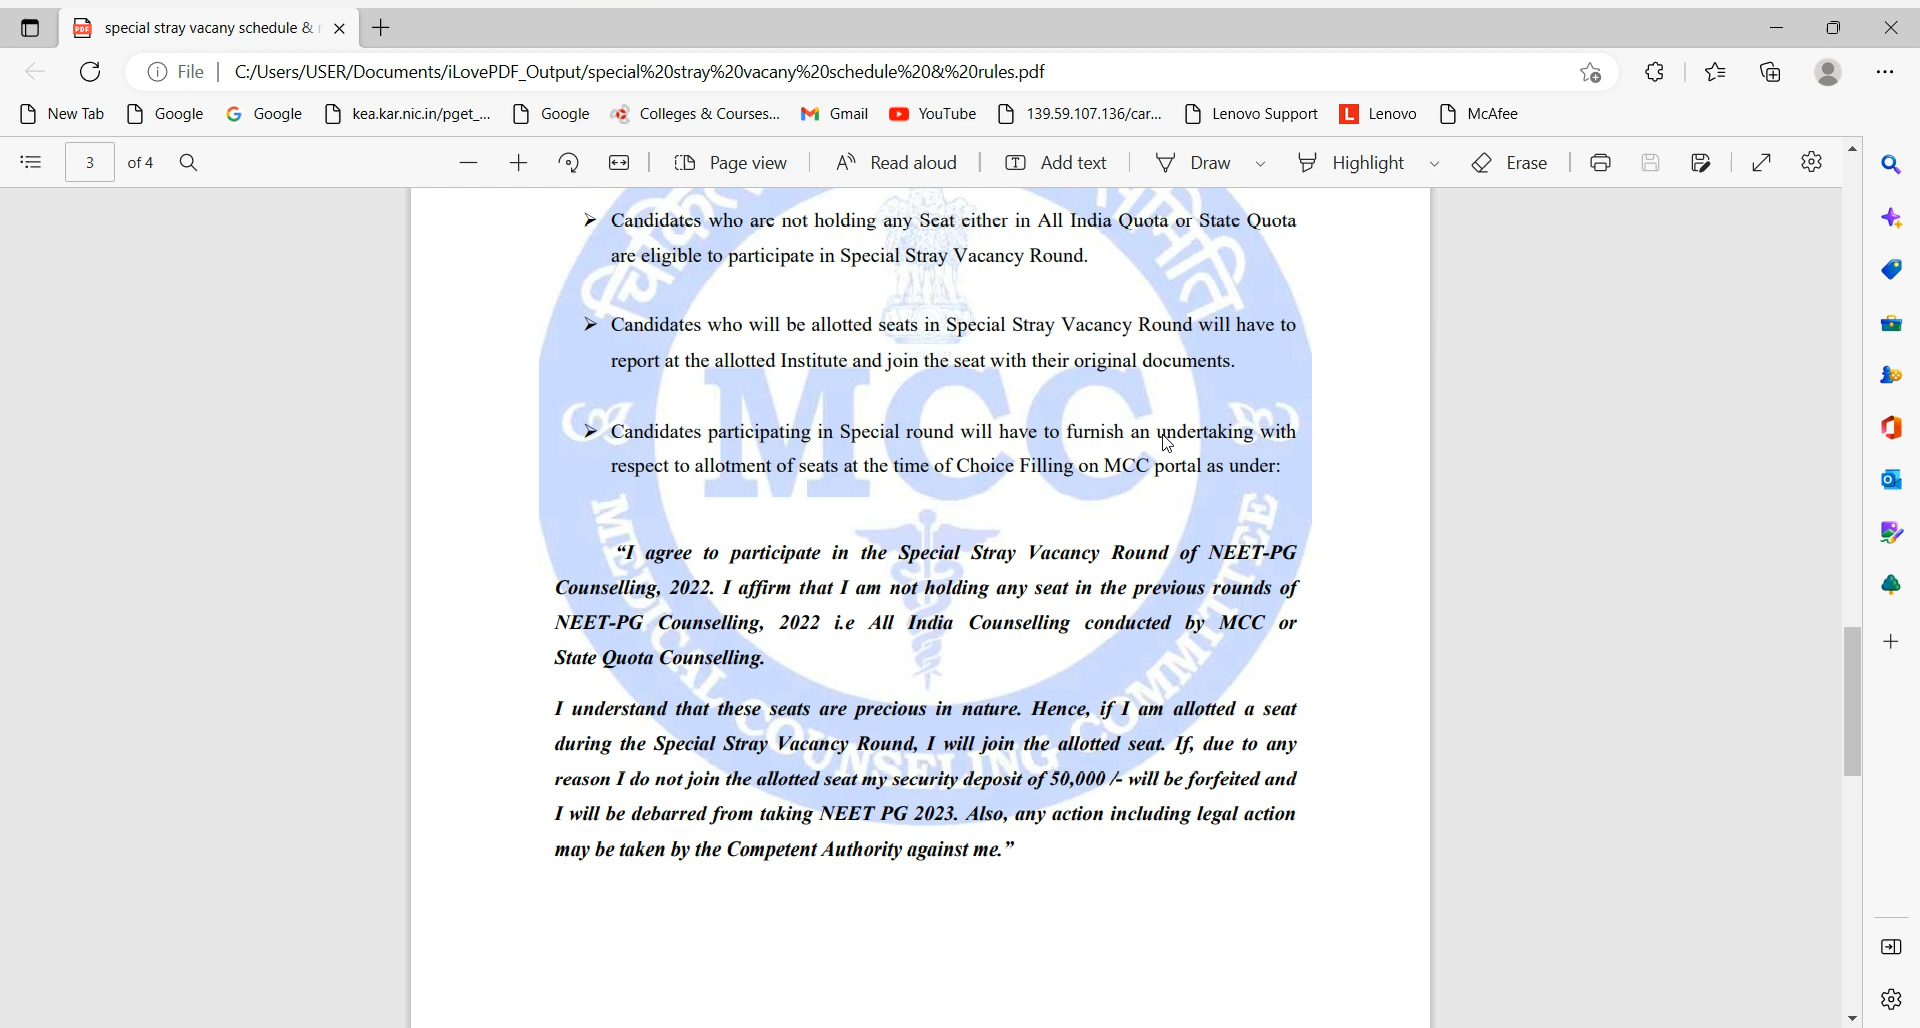 special stray vacany schedule &
File
C:/Users/USER/Documents/iLovePDF_Output/special%20stray%20vacany%20schedule%20&%20rules.pdf
New Tab
Google
Google
kea.kar.nic.in/pget_...
Google
Colleges & Courses...
Gmail
YouTube
139.59.107.136/car...
Lenovo Support
Lenovo
McAfee
3 of 4
Page view
Read aloud
Add text
Draw
Highlight
Erase
➢ Candidates who are not holding any Seat either in All India Quota or State Quota
are eligible to participate in Special Stray Vacancy Round.
➢ Candidates who will be allotted seats in Special Stray Vacancy Round will have to
report at the allotted Institute and join the seat with their original documents.
MCC
➢ Candidates participating in Special round will have to furnish an undertaking with
respect to allotment of seats at the time of Choice Filling on MCC portal as under:
MEDICAL COUNSELING COMMITTEE
“I agree to participate in the Special Stray Vacancy Round of NEET-PG
Counselling, 2022. I affirm that I am not holding any seat in the previous rounds of
NEET-PG Counselling, 2022 i.e All India Counselling conducted by MCC or
State Quota Counselling.
I understand that these seats are precious in nature. Hence, if I am allotted a seat
during the Special Stray Vacancy Round, I will join the allotted seat. If, due to any
reason I do not join the allotted seat my security deposit of 50,000 /- will be forfeited and
I will be debarred from taking NEET PG 2023. Also, any action including legal action
may be taken by the Competent Authority against me.”